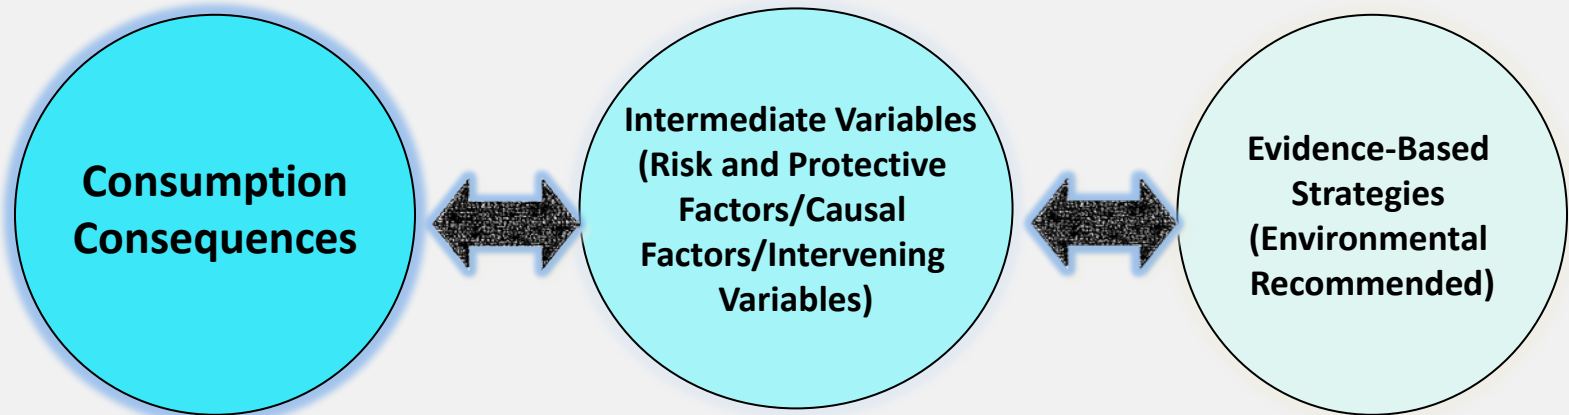 Consumption
Consequences
Intermediate Variables
(Risk and Protective
Factors/Causal
Factors/Intervening
Variables)
Evidence-Based
Strategies
(Environmental
Recommended)